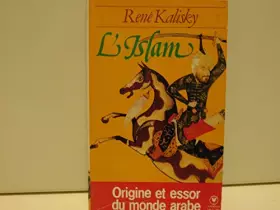 René Kalisky
L'Islam
Origine et essor
du monde arabe